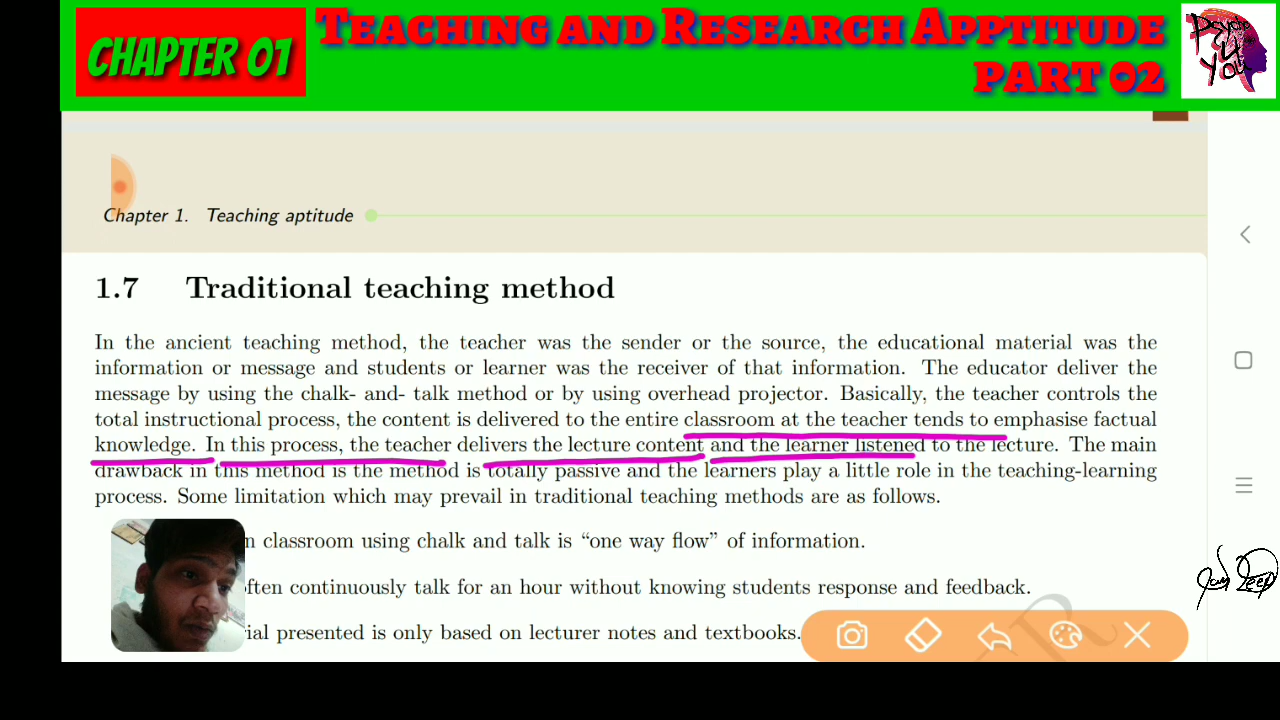 CHAPTER 01
TEACHING AND RESEARCH APPTITUDE
PART 02
Psycho
4
You
Chapter 1. Teaching aptitude
1.7 Traditional teaching method
In the ancient teaching method, the teacher was the sender or the source, the educational material was the
information or message and students or learner was the receiver of that information. The educator deliver the
message by using the chalk- and- talk method or by using overhead projector. Basically, the teacher controls the
total instructional process, the content is delivered to the entire classroom at the teacher tends to emphasise factual
knowledge. In this process, the teacher delivers the lecture content and the learner listened to the lecture. The main
drawback in this method is the method is totally passive and the learners play a little role in the teaching-learning
process. Some limitation which may prevail in traditional teaching methods are as follows.
classroom using chalk and talk is “one way flow” of information.
continuously talk for an hour without knowing students response and feedback.
presented is only based on lecturer notes and textbooks.